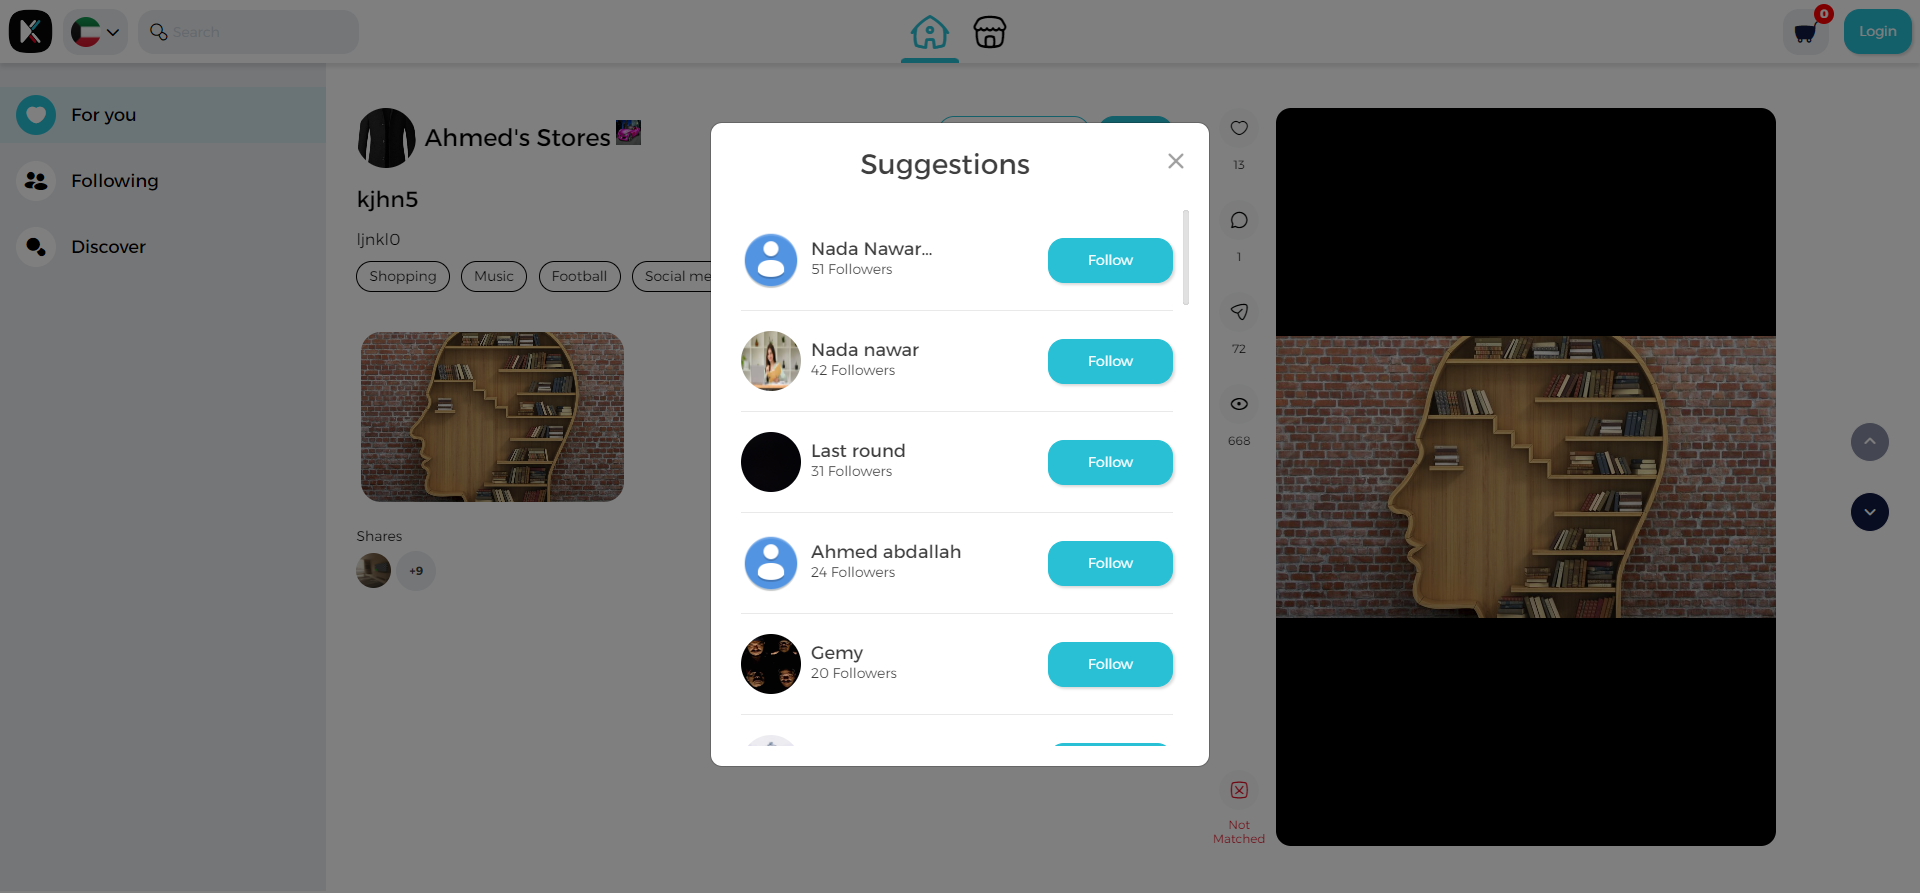 Search
0
Login
For you
Following
Discover
Ahmed's Stores
kjhn5
ljnkl0
Shopping
Music
Football
Social me
Shares
+9
Suggestions
Nada Nawar...
51 Followers
Follow
Nada nawar
42 Followers
Follow
Last round
31 Followers
Follow
Ahmed abdallah
24 Followers
Follow
Gemy
20 Followers
Follow
13
1
72
668
Not
Matched